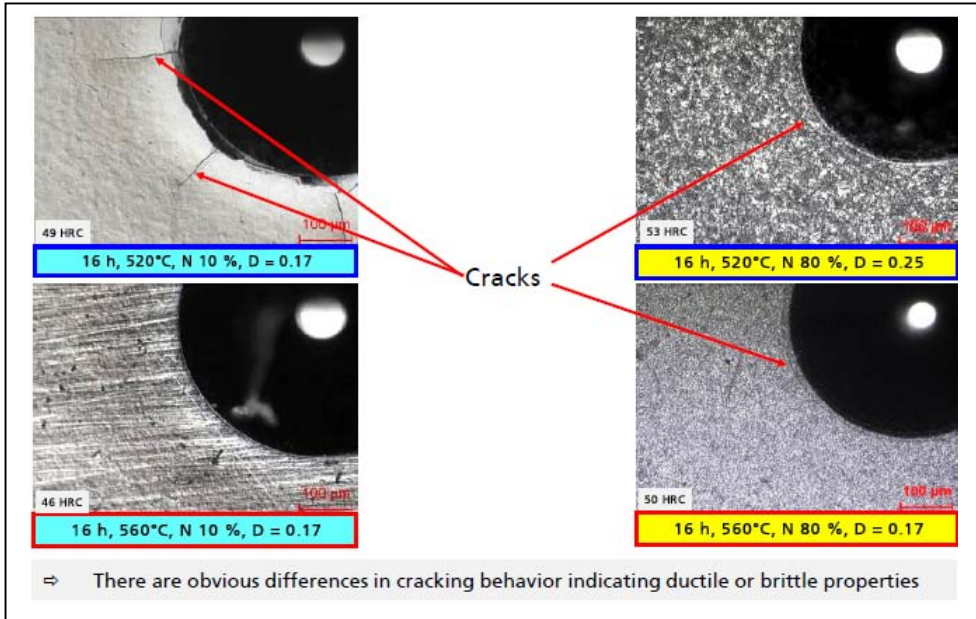 49 HRC
100 µm
16 h, 520°C, N 10 %, D = 0.17
53 HRC
100 µm
16 h, 520°C, N 80 %, D = 0.25
Cracks
46 HRC
100 µm
16 h, 560°C, N 10 %, D = 0.17
50 HRC
100 µm
16 h, 560°C, N 80 %, D = 0.17
⇨ There are obvious differences in cracking behavior indicating ductile or brittle properties